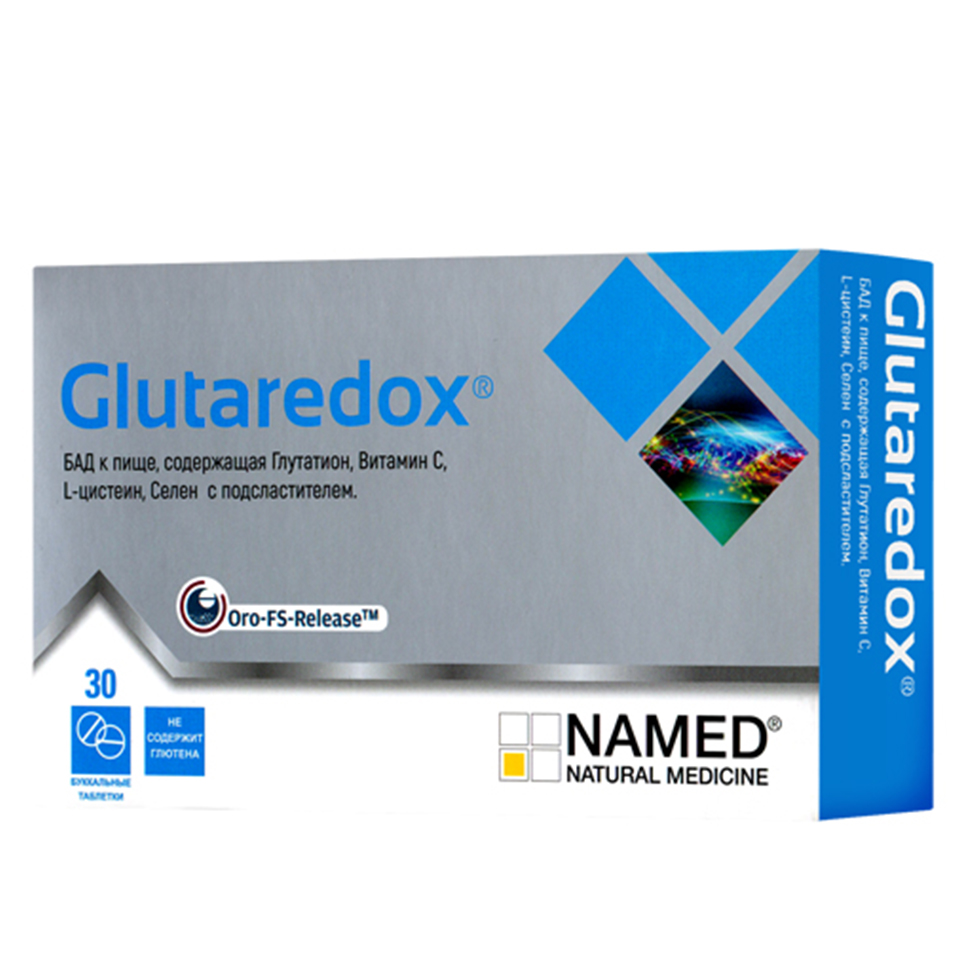 Glutaredox®
БАД к пище, содержащая Глутатион, Витамин С,
L-цистеин, Селен с подсластителем.
Oro-FS-Release™
30
БУККАЛЬНЫЕ
ТАБЛЕТКИ
НЕ
СОДЕРЖИТ
ГЛЮТЕНА
NAMED®
NATURAL MEDICINE
Glutaredox®
БАД к пище, содержащая Глутатион, Витамин С,
L-цистеин, Селен с подсластителем.